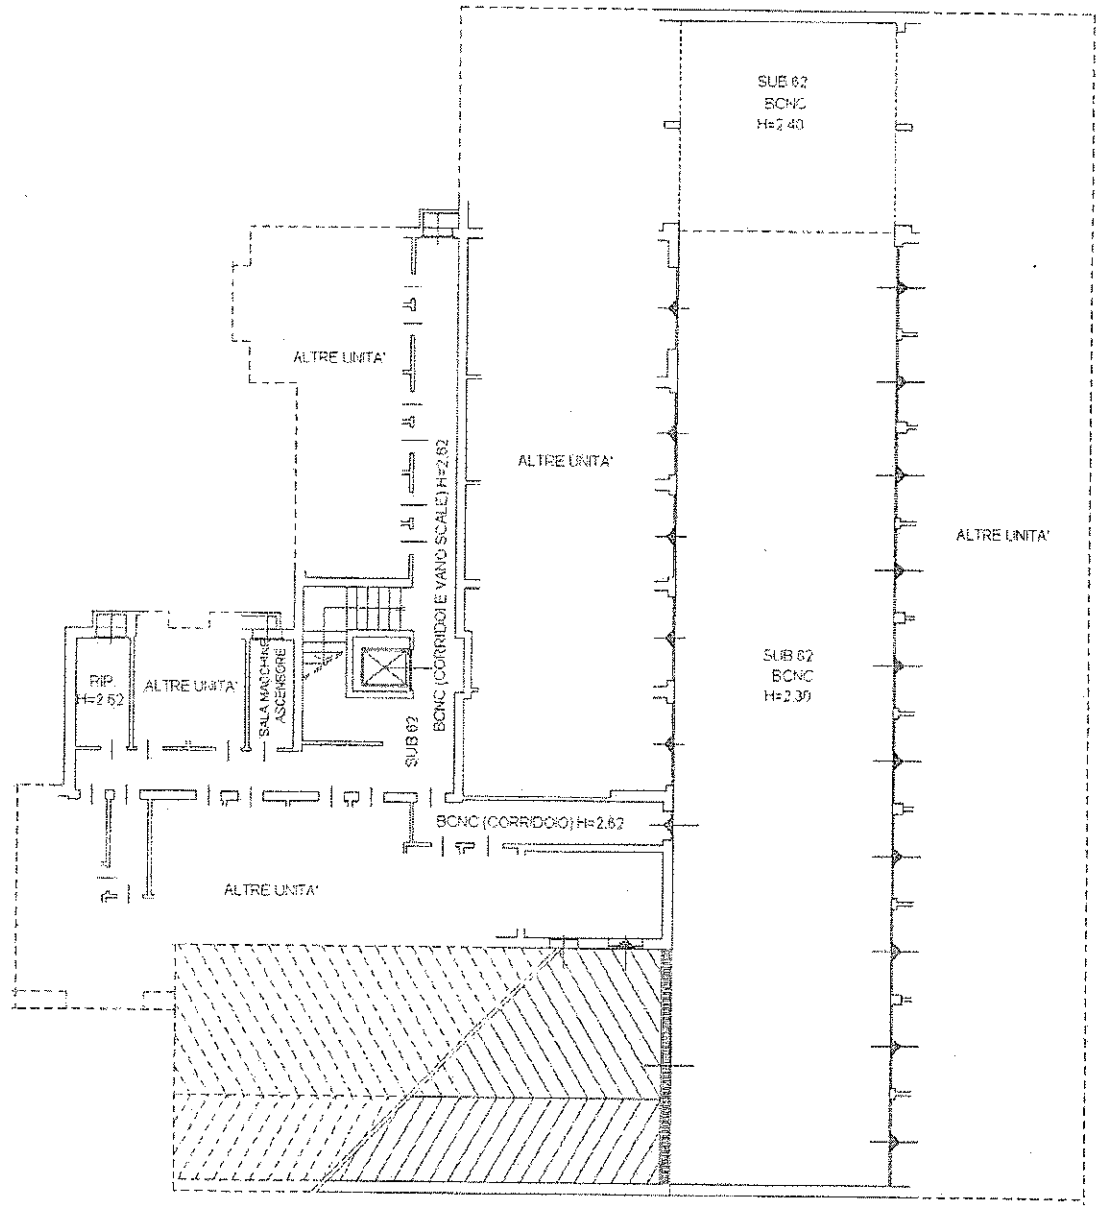 SUB 62
BCNC
H=2.40
ALTRE UNITA'
ALTRE UNITA'
BCNC (CORRIDOI E VANO SCALE) H=2.62
SUB 62
ALTRE UNITA'
SUB 62
BCNC
H=2.30
RIP.
H=2.62
ALTRE UNITA'
SALA MACCHINE
ASCENSORE
BCNC (CORRIDOIO) H=2.62
ALTRE UNITA'